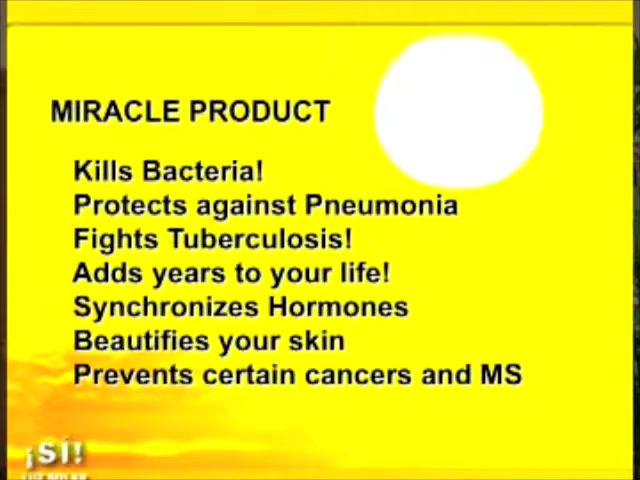 MIRACLE PRODUCT
Kills Bacteria!
Protects against Pneumonia
Fights Tuberculosis!
Adds years to your life!
Synchronizes Hormones
Beautifies your skin
Prevents certain cancers and MS
¡SÍ!